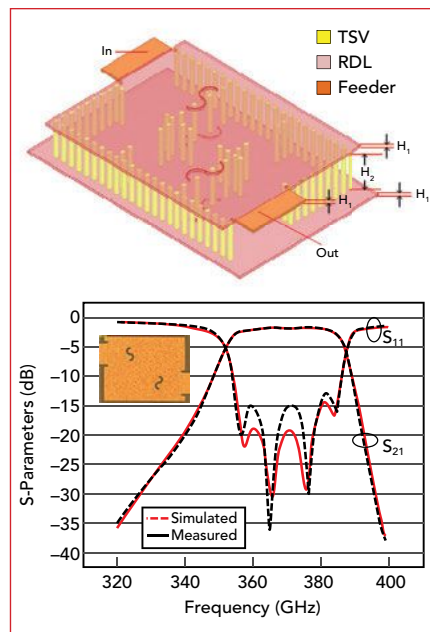 In
TSV
RDL
Feeder
H1
H2
H1
H1
Out
0
−5
−10
−15
−20
−25
−30
−35
−40
S-Parameters (dB)
S11
S21
Simulated
Measured
320
340
360
380
400
Frequency (GHz)